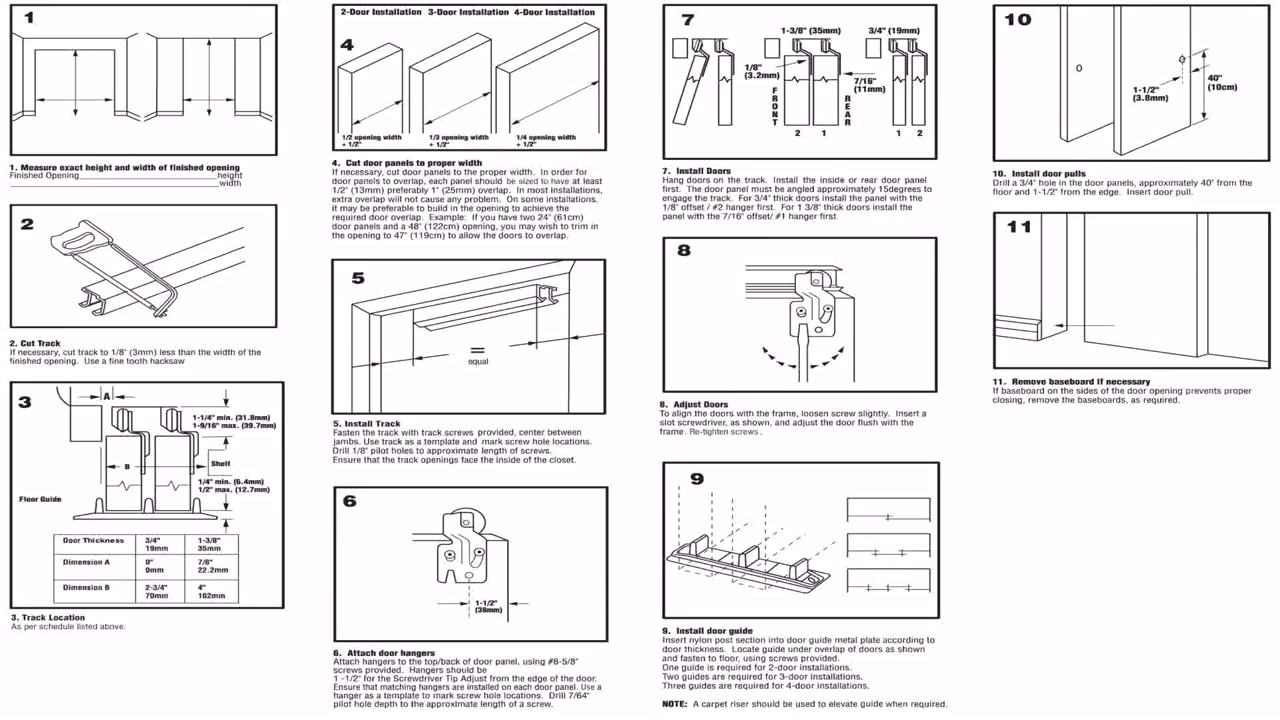 1
1. Measure exact height and width of finished opening
Finished Opening______________________________height
______________________________________________width
2
2. Cut Track
If necessary, cut track to 1/8" (3mm) less than the width of the
finished opening. Use a fine tooth hacksaw
3
A
1-1/4" min. (31.8mm)
1-9/16" max. (39.7mm)
B
Shelf
1/4" min. (6.4mm)
1/2" max. (12.7mm)
Floor Guide
Door Thickness 3/4" 1-3/8"
19mm 35mm
Dimension A 0" 7/8"
0mm 22.2mm
Dimension B 2-3/4" 4"
70mm 102mm
3. Track Location
As per schedule listed above.
2-Door Installation 3-Door Installation 4-Door Installation
4
1/2 opening width 1/3 opening width 1/4 opening width
+ 1/2" + 1/2" + 1/2"
4. Cut door panels to proper width
If necessary, cut door panels to the proper width. In order for
door panels to overlap, each panel should be sized to have at least
1/2" (13mm) preferably 1" (25mm) overlap. In most installations,
extra overlap will not cause any problem. On some installations.
it may be preferable to build in the opening to achieve the
required door overlap. Example: If you have two 24" (61cm)
door panels and a 48" (122cm) opening, you may wish to trim in
the opening to 47" (119cm) to allow the doors to overlap.
5
=
equal
5. Install Track
Fasten the track with track screws provided, center between
jambs. Use track as a template and mark screw hole locations.
Drill 1/8" pilot holes to approximate length of screws.
Ensure that the track openings face the inside of the closet.
6
1-1/2"
(38mm)
6. Attach door hangers
Attach hangers to the top/back of door panel, using #8-5/8"
screws provided. Hangers should be
1 -1/2" for the Screwdriver Tip Adjust from the edge of the door.
Ensure that matching hangers are installed on each door panel. Use a
hanger as a template to mark screw hole locations. Drill 7/64"
pilot hole depth to the approximate length of a screw.
7
1-3/8" (35mm) 3/4" (19mm)
1/8"
(3.2mm)
7/16"
(11mm)
FRONT
REAR
2 1 1 2
7. Install Doors
Hang doors on the track. Install the inside or rear door panel
first. The door panel must be angled approximately 15degrees to
engage the track. For 3/4" thick doors install the panel with the
1/8" offset / #2 hanger first. For 1 3/8" thick doors install the
panel with the 7/16" offset/ #1 hanger first
8
8. Adjust Doors
To align the doors with the frame, loosen screw slightly. Insert a
slot screwdriver, as shown, and adjust the door flush with the
frame. Re-tighten screws.
9
9. Install door guide
Insert nylon post section into door guide metal plate according to
door thickness. Locate guide under overlap of doors as shown
and fasten to floor, using screws provided.
One guide is required for 2-door installations.
Two guides are required for 3-door installations.
Three guides are required for 4-door installations.
NOTE: A carpet riser should be used to elevate guide when required.
10
1-1/2"
(3.8mm)
40"
(10cm)
10. Install door pulls
Drill a 3/4" hole in the door panels, approximately 40" from the
floor and 1-1/2" from the edge. Insert door pull.
11
11. Remove baseboard if necessary
If baseboard on the sides of the door opening prevents proper
closing, remove the baseboards, as required.